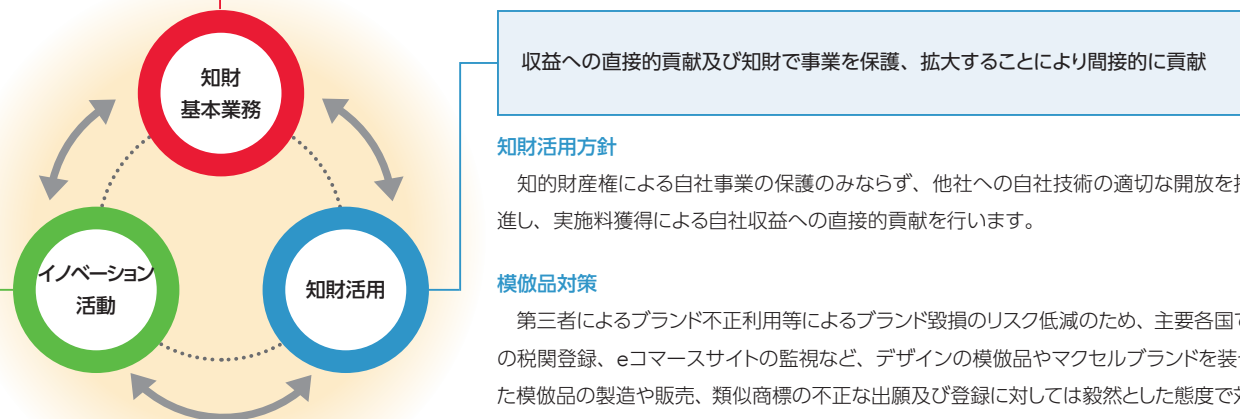 知財
基本業務
イノベーション
活動
知財活用
収益への直接的貢献及び知財で事業を保護、拡大することにより間接的に貢献
知財活用方針
知的財産権による自社事業の保護のみならず、他社への自社技術の適切な開放を推
進し、実施料獲得による自社収益への直接的貢献を行います。
模倣品対策
第三者によるブランド不正利用等によるブランド毀損のリスク低減のため、主要各国で
の税関登録、eコマースサイトの監視など、デザインの模倣品やマクセルブランドを装っ
た模倣品の製造や販売、類似商標の不正な出願及び登録に対しては毅然とした態度で